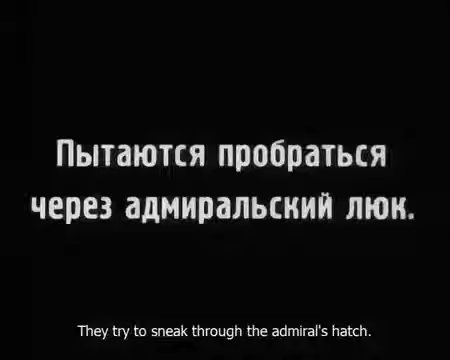 Пытаются пробраться
через адмиральский люк.
They try to sneak through the admiral's hatch.